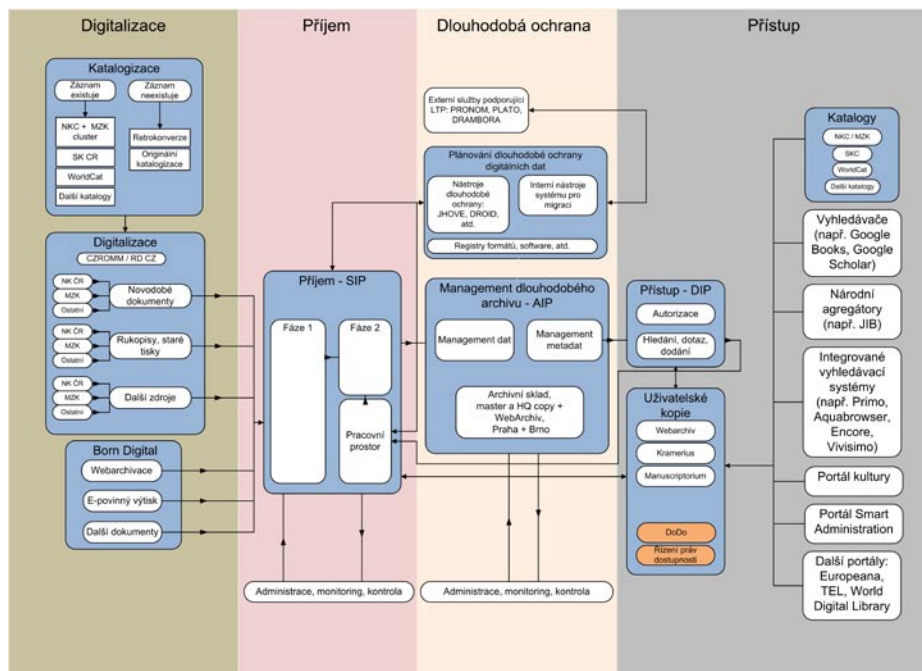 Digitalizace
Příjem
Dlouhodobá ochrana
Přístup
Katalogizace
Záznam
existuje
Záznam
neexistuje
NKC + MZK
cluster
SK CR
WorldCat
Další katalogy
Retrokonverze
Originální
katalogizace
Digitalizace
CZROMM / RD CZ
NK ČR
MZK
Ostatní
Novodobé
dokumenty
NK ČR
MZK
Ostatní
Rukopisy, staré
tisky
NK ČR
MZK
Ostatní
Další zdroje
Born Digital
Webarchivace
E-povinný výtisk
Další dokumenty
Příjem - SIP
Fáze 1
Fáze 2
Pracovní
prostor
Administrace, monitoring, kontrola
Externí služby podporující
LTP: PRONOM, PLATO,
DRAMBORA
Plánování dlouhodobé ochrany
digitálních dat
Nástroje
dlouhodobé
ochrany:
JHOVE, DROID,
atd.
Interní nástroje
systému pro
migraci
Registry formátů, software, atd.
Management dlouhodobého
archivu - AIP
Management dat
Management
metadat
Archivní sklad,
master a HQ copy +
WebArchiv,
Praha + Brno
Administrace, monitoring, kontrola
Přístup - DIP
Autorizace
Hledání, dotaz,
dodání
Uživatelské
kopie
Webarchiv
Kramerius
Manuscriptorium
DoDo
Řízení práv
dostupnosti
Katalogy
NKC / MZK
SKC
WorldCat
Další katalogy
Vyhledávače
(např. Google
Books, Google
Scholar)
Národní
agregátory
(např. JIB)
Integrované
vyhledávací
systémy
(např. Primo,
Aquabrowser,
Encore,
Vivisimo)
Portál kultury
Portál Smart
Administration
Další portály:
Europeana,
TEL, World
Digital Library